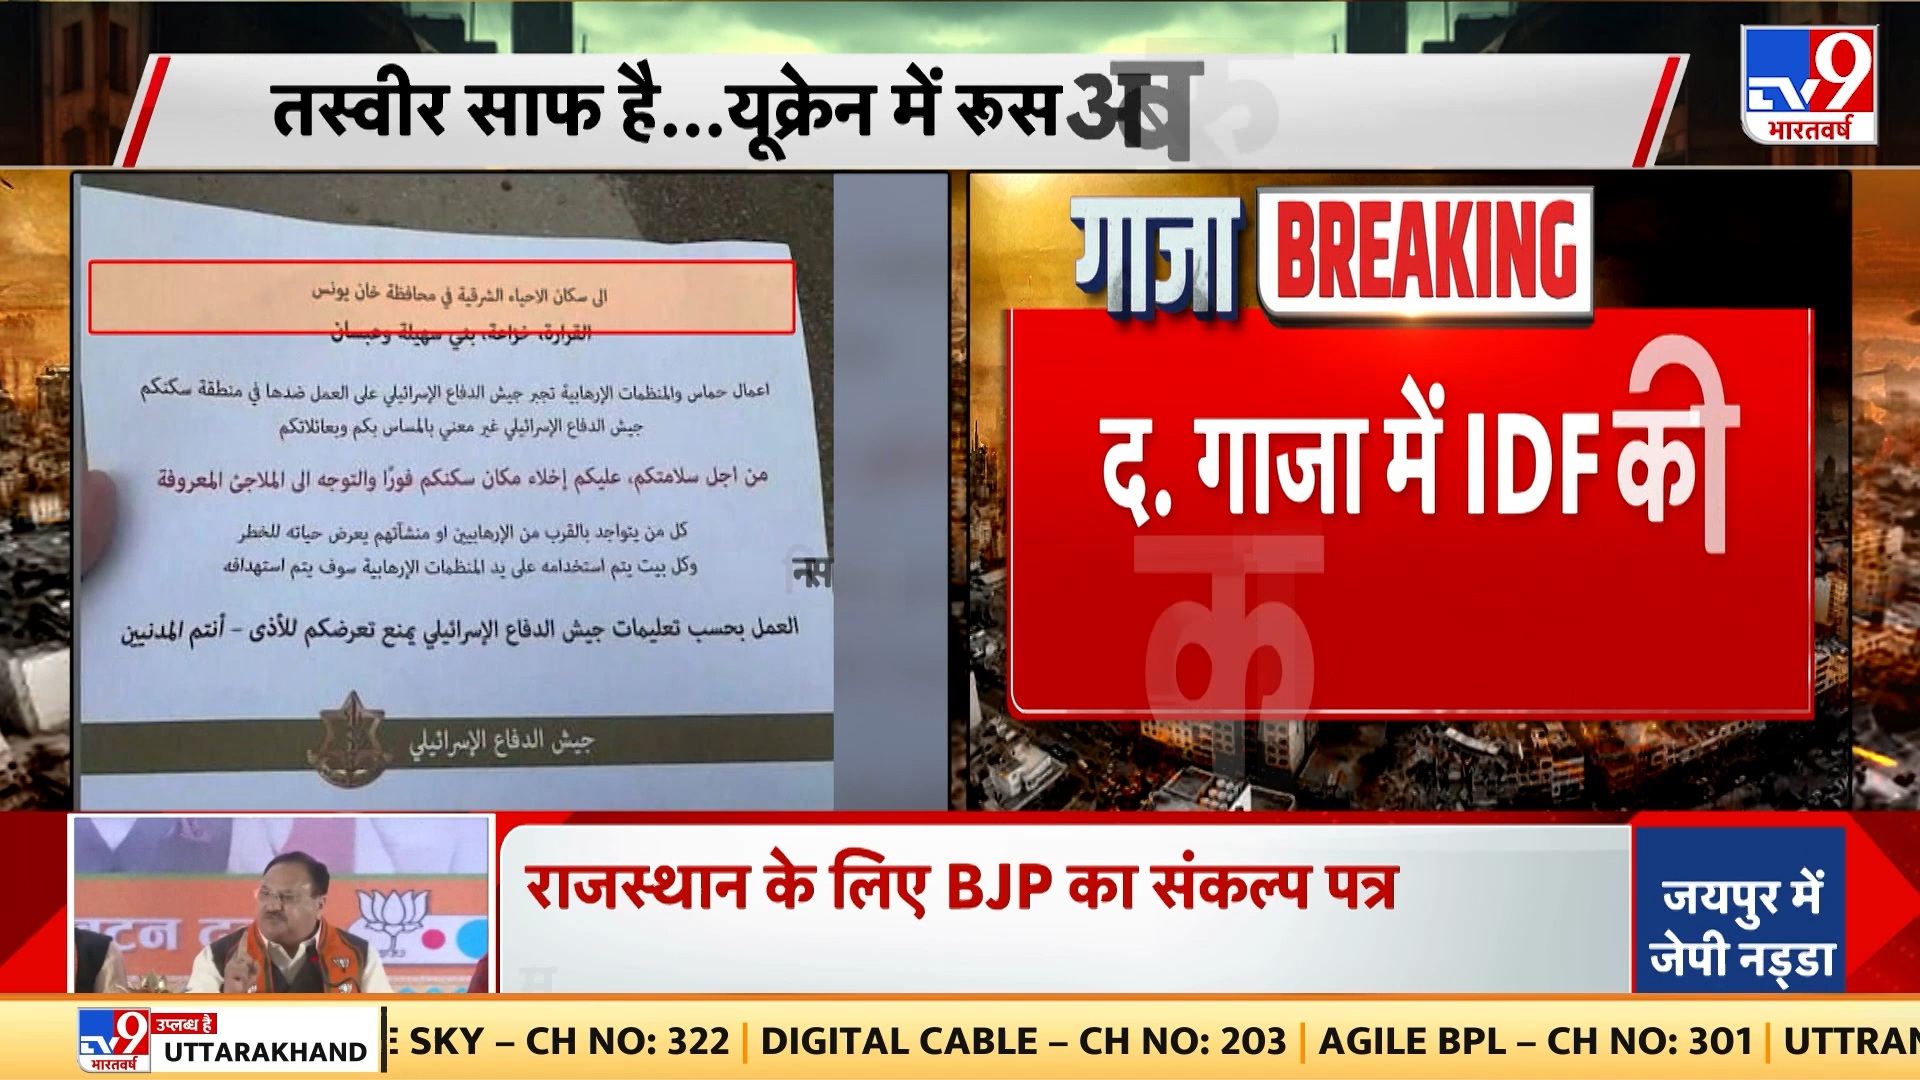 तस्वीर साफ है...यूक्रेन में रूस अब
TV9
भारतवर्ष
الى سكان الاحياء الشرقية في محافظة خان يونس
القرارة، خزاعة، بني سهيلة وعبسان
اعمال حماس والمنظمات الإرهابية تجبر جيش الدفاع الإسرائيلي على العمل ضدها في منطقة سكنكم
جيش الدفاع الإسرائيلي غير معني بالمساس بكم وبعائلاتكم
من اجل سلامتكم، عليكم إخلاء مكان سكنكم فورًا والتوجه الى الملاجئ المعروفة
كل من يتواجد بالقرب من الإرهابيين او منشآتهم يعرض حياته للخطر
وكل بيت يتم استخدامه على يد المنظمات الإرهابية سوف يتم استهدافه
العمل بحسب تعليمات جيش الدفاع الإسرائيلي يمنع تعرضكم للأذى – أنتم المدنيين
جيش الدفاع الإسرائيلي
गाजा BREAKING
द. गाजा में IDF की
राजस्थान के लिए BJP का संकल्प पत्र
जयपुर में
जेपी नड्डा
TV9
भारतवर्ष
उप्लब्ध है
UTTARAKHAND
E SKY – CH NO: 322 | DIGITAL CABLE – CH NO: 203 | AGILE BPL – CH NO: 301 | UTTRAN